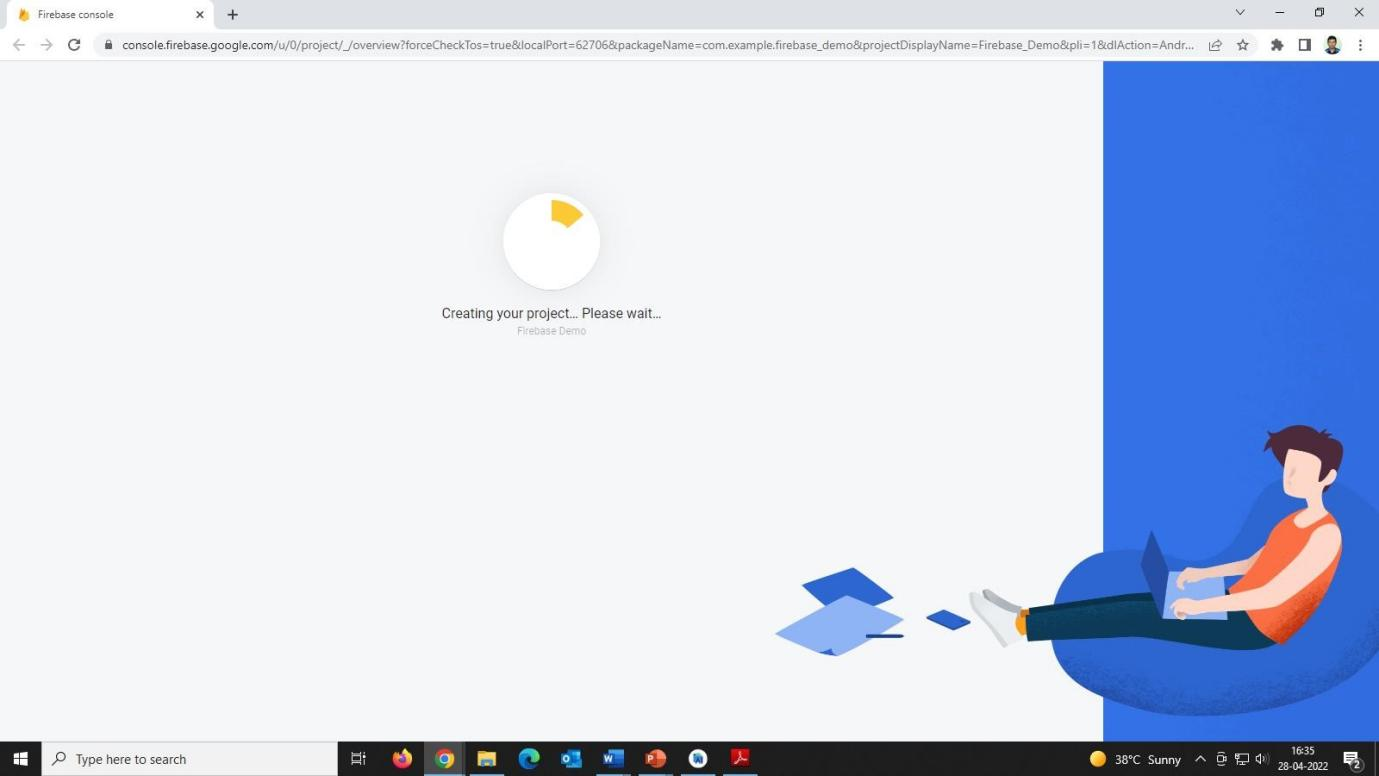 Firebase console
console.firebase.google.com/u/0/project/_/overview?forceCheckTos=true&localPort=62706&packageName=com.example.firebase_demo&projectDisplayName=Firebase_Demo&pli=1&dlAction=Andr...
Creating your project... Please wait...
Firebase Demo
Type here to search
38°C Sunny
16:35
28-04-2022
2